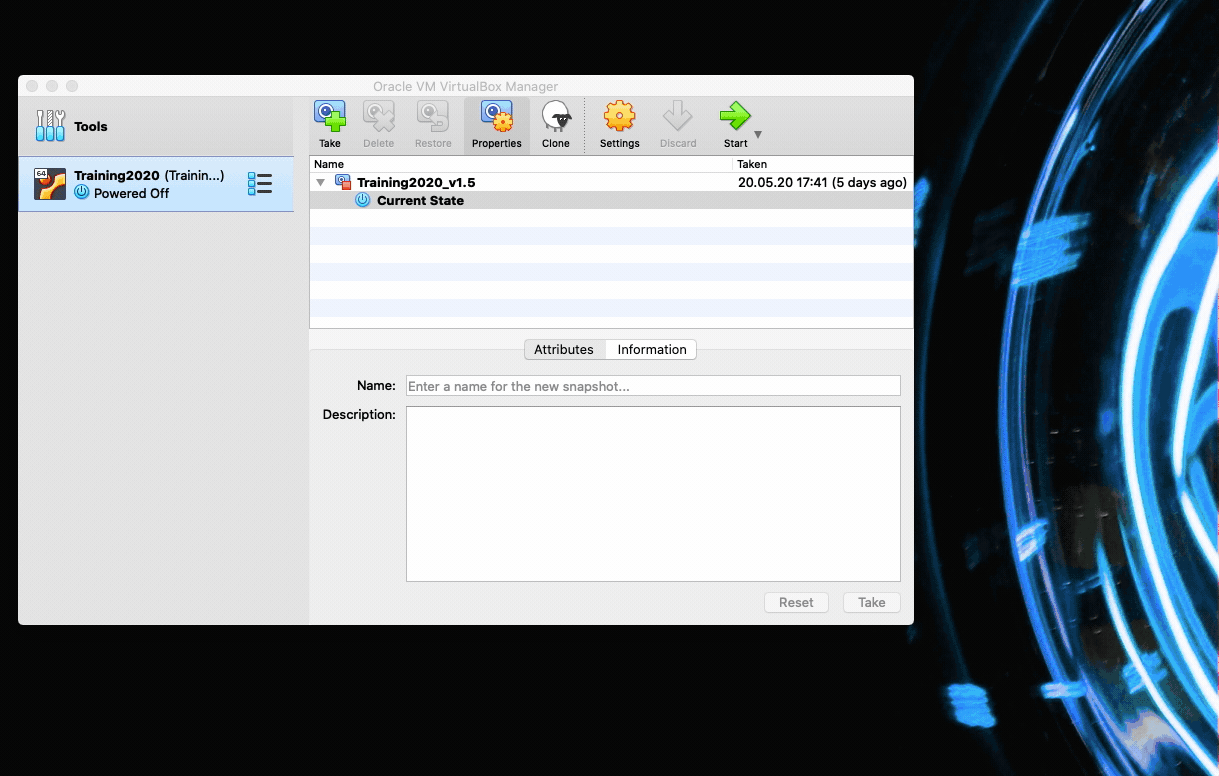 Oracle VM VirtualBox Manager
Tools
Take Delete Restore Properties Clone Settings Discard Start
64
Training2020 (Trainin...)
Powered Off
Name Taken
Training2020_v1.5 20.05.20 17:41 (5 days ago)
Current State
Attributes Information
Name: Enter a name for the new snapshot...
Description:
Reset Take